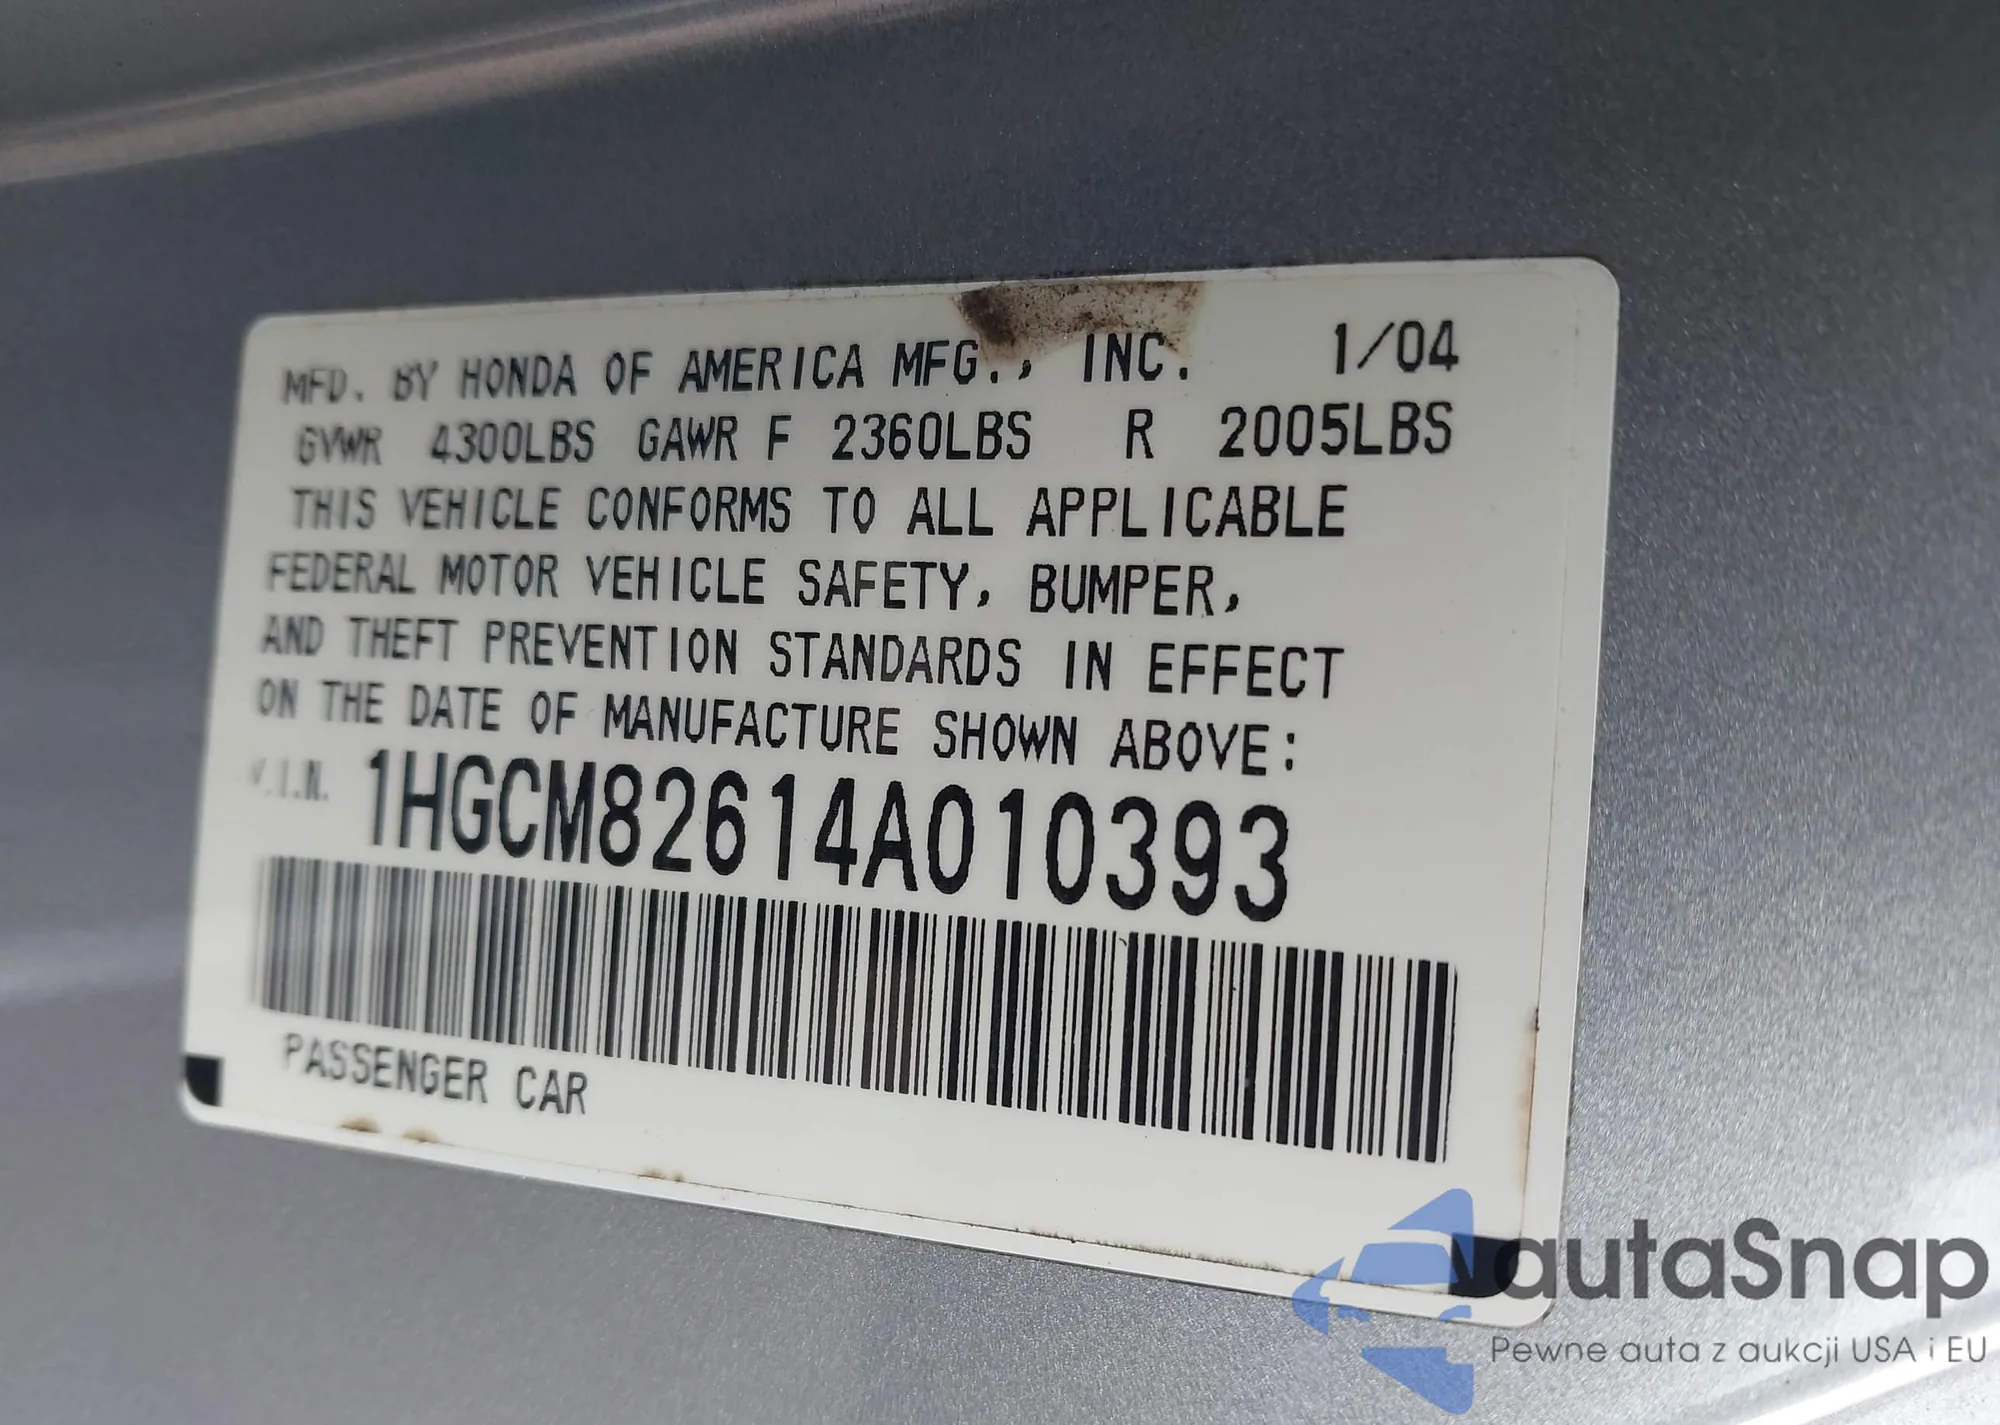 MFD. BY HONDA OF AMERICA MFG., INC. 1/04
GVWR 4300LBS GAWR F 2360LBS R 2005LBS
THIS VEHICLE CONFORMS TO ALL APPLICABLE
FEDERAL MOTOR VEHICLE SAFETY, BUMPER,
AND THEFT PREVENTION STANDARDS IN EFFECT
ON THE DATE OF MANUFACTURE SHOWN ABOVE:
V.I.N. 1HGCM82614A010393
PASSENGER CAR
autaSnap
Pewne auta z aukcji USA i EU